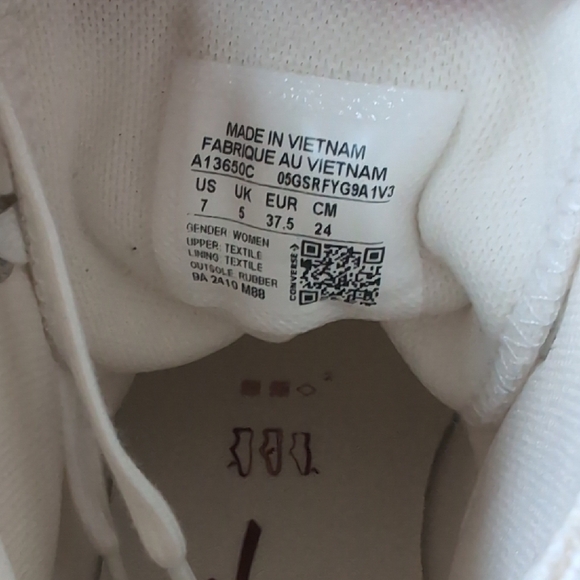 MADE IN VIETNAM
FABRIQUE AU VIETNAM
A13650C 05GSRFYG9A1V3
US UK EUR CM
7 5 37.5 24
GENDER: WOMEN
UPPER: TEXTILE
LINING: TEXTILE
OUTSOLE: RUBBER
9A 2A10 M88
CONVERSE